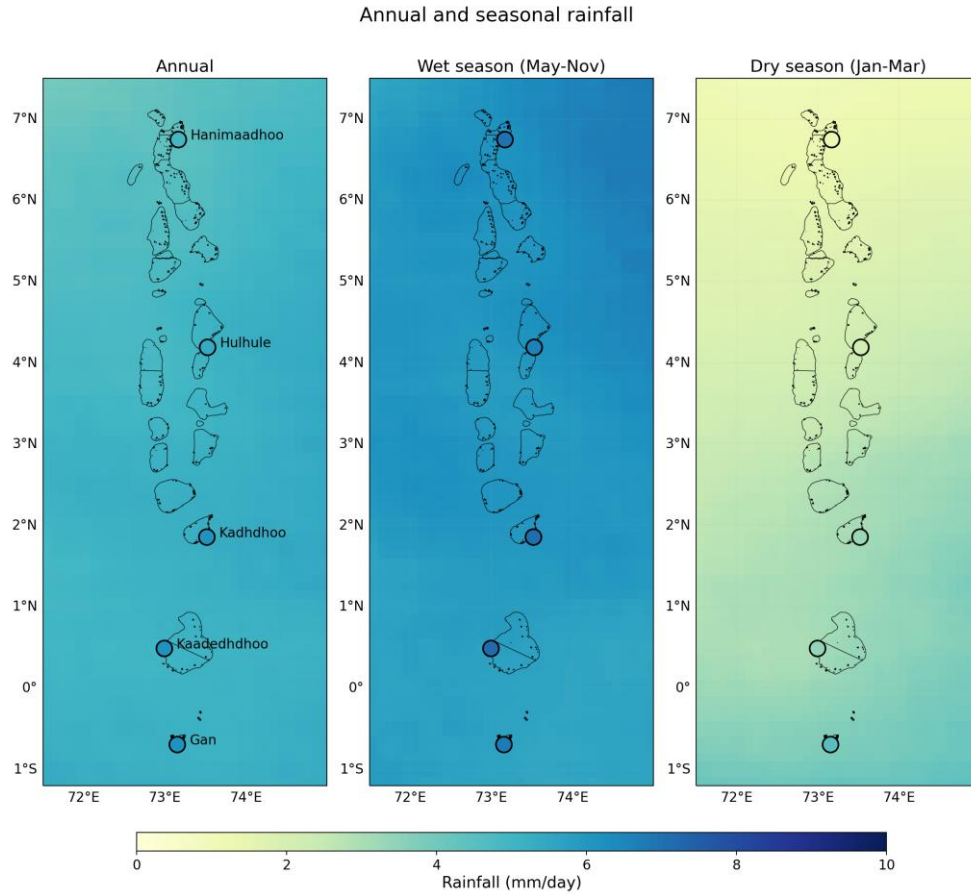 Annual and seasonal rainfall
Annual
Wet season (May-Nov)
Dry season (Jan-Mar)
7°N
6°N
5°N
4°N
3°N
2°N
1°N
0°
1°S
Hanimaadhoo
Hulhule
Kadhdhoo
Kaadedhdhoo
Gan
7°N
6°N
5°N
4°N
3°N
2°N
1°N
0°
1°S
7°N
6°N
5°N
4°N
3°N
2°N
1°N
0°
1°S
72°E 73°E 74°E
72°E 73°E 74°E
72°E 73°E 74°E
0 2 4 6 8 10
Rainfall (mm/day)